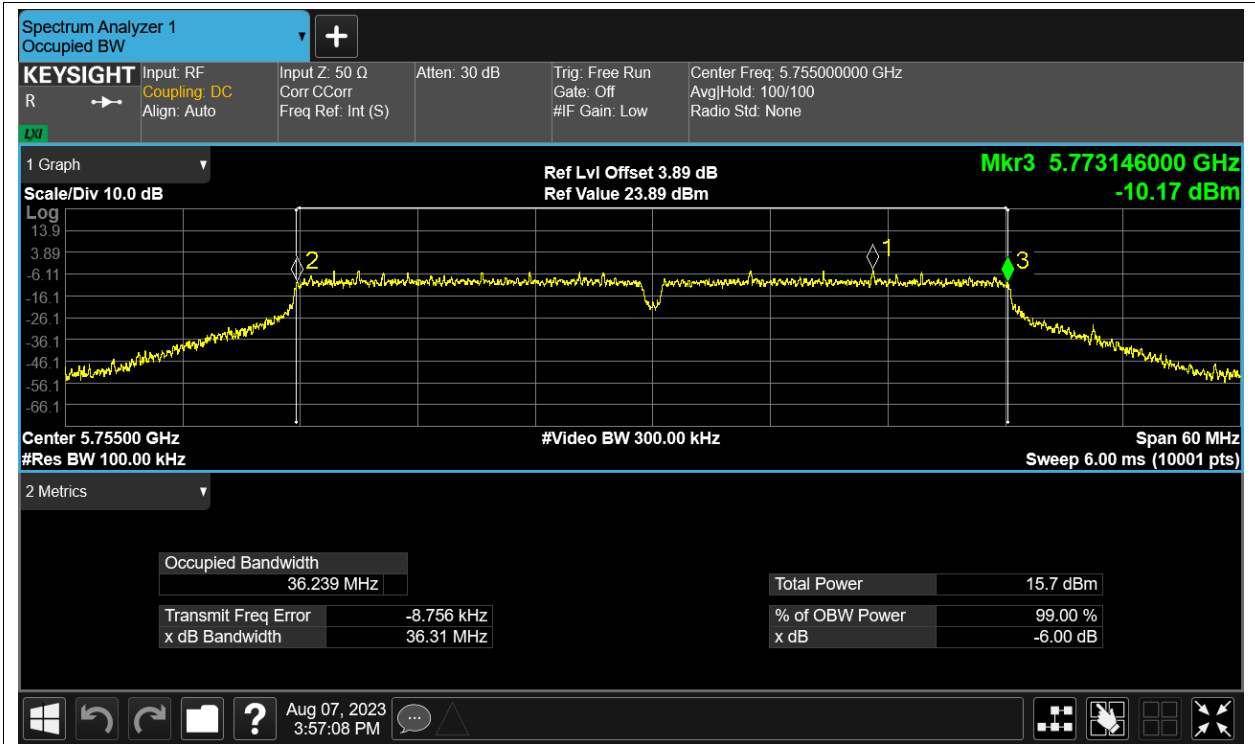 Spectrum Analyzer 1
Occupied BW
+
KEYSIGHT
R
LXI
Input: RF
Coupling: DC
Align: Auto
Input Z: 50 Ω
Corr CCorr
Freq Ref: Int (S)
Atten: 30 dB
Trig: Free Run
Gate: Off
#IF Gain: Low
Center Freq: 5.755000000 GHz
Avg|Hold: 100/100
Radio Std: None
1 Graph
Scale/Div 10.0 dB
Ref Lvl Offset 3.89 dB
Ref Value 23.89 dBm
Mkr3 5.773146000 GHz
-10.17 dBm
Log
13.9
3.89
-6.11
-16.1
-26.1
-36.1
-46.1
-56.1
-66.1
2
1
3
Center 5.75500 GHz
#Res BW 100.00 kHz
#Video BW 300.00 kHz
Span 60 MHz
Sweep 6.00 ms (10001 pts)
2 Metrics
Occupied Bandwidth
36.239 MHz
Transmit Freq Error -8.756 kHz
x dB Bandwidth 36.31 MHz
Total Power 15.7 dBm
% of OBW Power 99.00 %
x dB -6.00 dB
?
Aug 07, 2023
3:57:08 PM